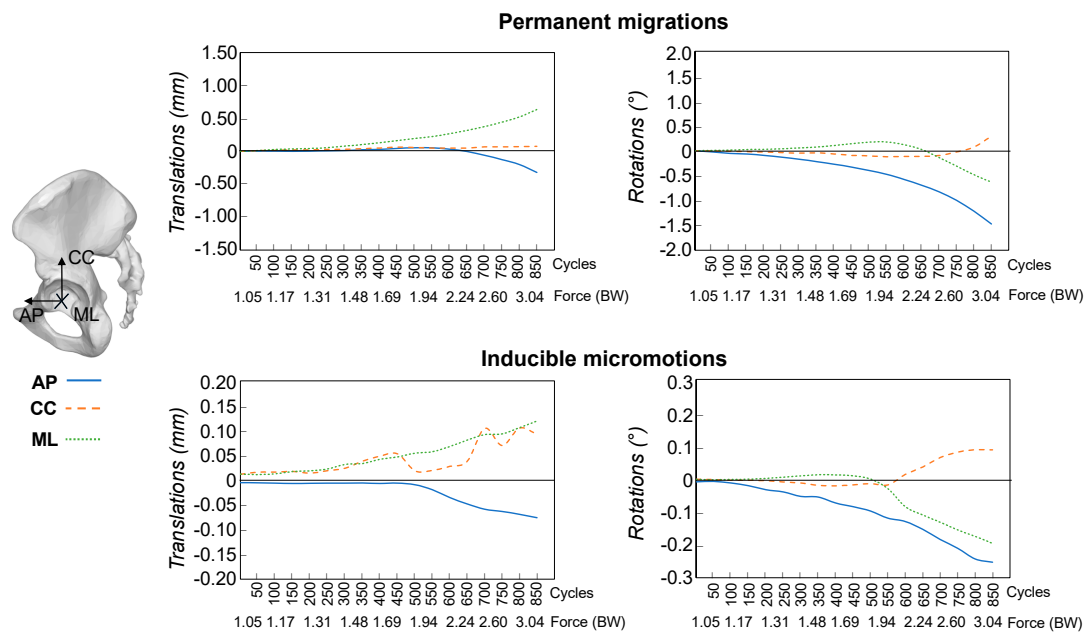 Permanent migrations
Translations (mm)
1.50
1.00
0.50
0
-0.50
-1.00
-1.50
50 100 150 200 250 300 350 400 450 500 550 600 650 700 750 800 850 Cycles
1.05 1.17 1.31 1.48 1.69 1.94 2.24 2.60 3.04 Force (BW)
Rotations (°)
2.0
1.5
1.0
0.5
0
-0.5
-1.0
-1.5
-2.0
50 100 150 200 250 300 350 400 450 500 550 600 650 700 750 800 850 Cycles
1.05 1.17 1.31 1.48 1.69 1.94 2.24 2.60 3.04 Force (BW)
CC
AP
ML
AP
CC
ML
Inducible micromotions
Translations (mm)
0.20
0.15
0.10
0.05
0
-0.05
-0.10
-0.15
-0.20
50 100 150 200 250 300 350 400 450 500 550 600 650 700 750 800 850 Cycles
1.05 1.17 1.31 1.48 1.69 1.94 2.24 2.60 3.04 Force (BW)
Rotations (°)
0.3
0.2
0.1
0
-0.1
-0.2
-0.3
50 100 150 200 250 300 350 400 450 500 550 600 650 700 750 800 850 Cycles
1.05 1.17 1.31 1.48 1.69 1.94 2.24 2.60 3.04 Force (BW)